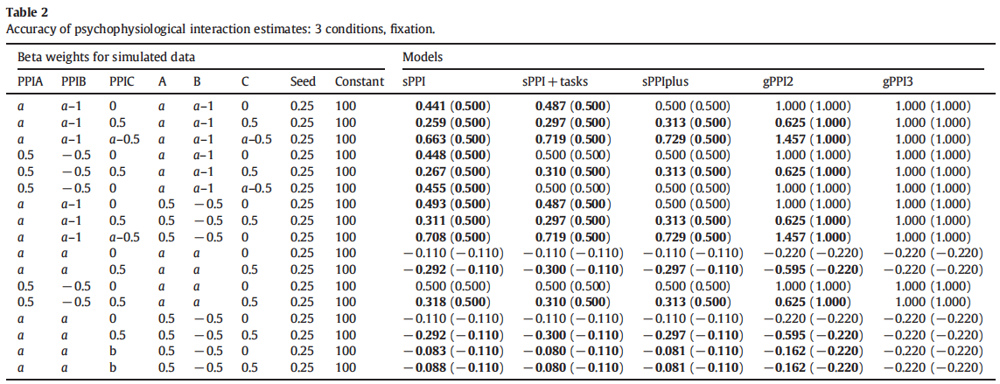 Table 2
Accuracy of psychophysiological interaction estimates: 3 conditions, fixation.
Beta weights for simulated data Models
PPIA PPIB PPIC A B C Seed Constant sPPI sPPI + tasks sPPIplus gPPI2 gPPI3
a a–1 0 a a–1 0 0.25 100 0.441 (0.500) 0.487 (0.500) 0.500 (0.500) 1.000 (1.000) 1.000 (1.000)
a a–1 0.5 a a–1 0.5 0.25 100 0.259 (0.500) 0.297 (0.500) 0.313 (0.500) 0.625 (1.000) 1.000 (1.000)
a a–1 a–0.5 a a–1 a–0.5 0.25 100 0.663 (0.500) 0.719 (0.500) 0.729 (0.500) 1.457 (1.000) 1.000 (1.000)
0.5 −0.5 0 a a–1 0 0.25 100 0.448 (0.500) 0.500 (0.500) 0.500 (0.500) 1.000 (1.000) 1.000 (1.000)
0.5 −0.5 0.5 a a–1 0.5 0.25 100 0.267 (0.500) 0.310 (0.500) 0.313 (0.500) 0.625 (1.000) 1.000 (1.000)
0.5 −0.5 0 a a–1 a–0.5 0.25 100 0.455 (0.500) 0.500 (0.500) 0.500 (0.500) 1.000 (1.000) 1.000 (1.000)
a a–1 0 0.5 −0.5 0 0.25 100 0.493 (0.500) 0.487 (0.500) 0.500 (0.500) 1.000 (1.000) 1.000 (1.000)
a a–1 0.5 0.5 −0.5 0.5 0.25 100 0.311 (0.500) 0.297 (0.500) 0.313 (0.500) 0.625 (1.000) 1.000 (1.000)
a a–1 a–0.5 0.5 −0.5 0 0.25 100 0.708 (0.500) 0.719 (0.500) 0.729 (0.500) 1.457 (1.000) 1.000 (1.000)
a a 0 a a 0 0.25 100 −0.110 (−0.110) −0.110 (−0.110) −0.110 (−0.110) −0.220 (−0.220) −0.220 (−0.220)
a a 0.5 a a 0.5 0.25 100 −0.292 (−0.110) −0.300 (−0.110) −0.297 (−0.110) −0.595 (−0.220) −0.220 (−0.220)
0.5 −0.5 0 a a 0 0.25 100 0.500 (0.500) 0.500 (0.500) 0.500 (0.500) 1.000 (1.000) 1.000 (1.000)
0.5 −0.5 0.5 a a 0.5 0.25 100 0.318 (0.500) 0.310 (0.500) 0.313 (0.500) 0.625 (1.000) 1.000 (1.000)
a a 0 0.5 −0.5 0 0.25 100 −0.110 (−0.110) −0.110 (−0.110) −0.110 (−0.110) −0.220 (−0.220) −0.220 (−0.220)
a a 0.5 0.5 −0.5 0.5 0.25 100 −0.292 (−0.110) −0.300 (−0.110) −0.297 (−0.110) −0.595 (−0.220) −0.220 (−0.220)
a a b 0.5 −0.5 0 0.25 100 −0.083 (−0.110) −0.080 (−0.110) −0.081 (−0.110) −0.162 (−0.220) −0.220 (−0.220)
a a b 0.5 −0.5 0.5 0.25 100 −0.088 (−0.110) −0.080 (−0.110) −0.081 (−0.110) −0.162 (−0.220) −0.220 (−0.220)